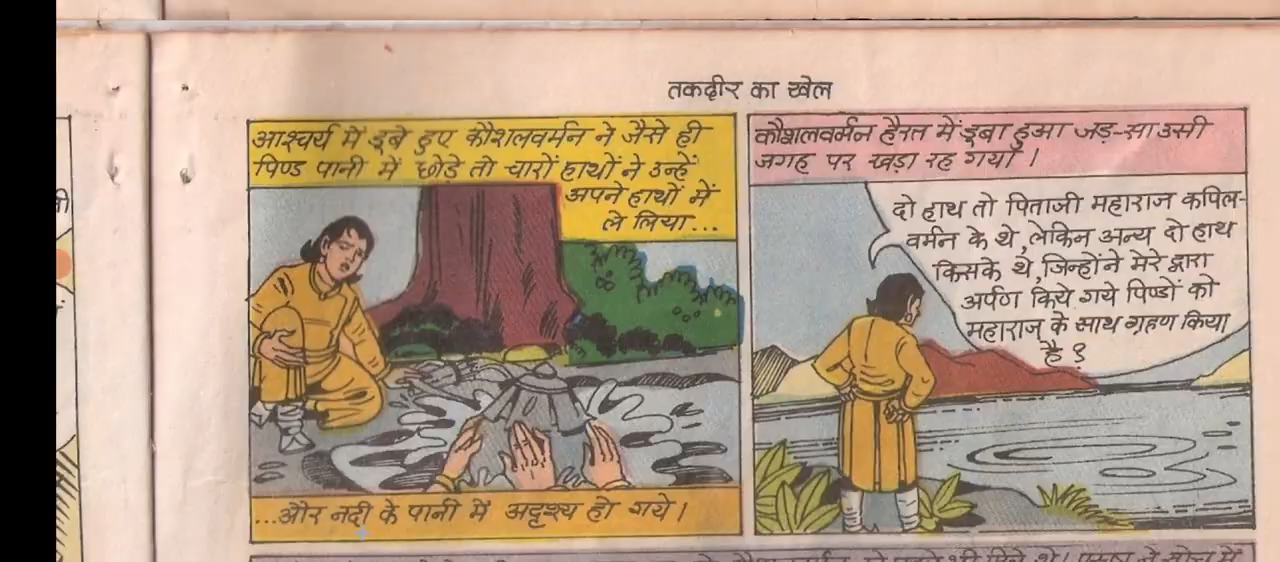 तकदीर का खेल
आश्चर्य में डूबे हुए कौशलवर्मन ने जैसे ही
पिण्ड पानी में छोड़े तो चारों हाथों ने उन्हें
अपने हाथों में
ले लिया...
...और नदी के पानी में अदृश्य हो गये।
कौशलवर्मन हैरत में डूबा हुआ जड़-सा उसी
जगह पर खड़ा रह गया।
दो हाथ तो पिताजी महाराज कपिल-
वर्मन के थे, लेकिन अन्य दो हाथ
किसके थे, जिन्होंने मेरे द्वारा
अर्पण किये गये पिण्डों को
महाराज के साथ ग्रहण किया
है ?